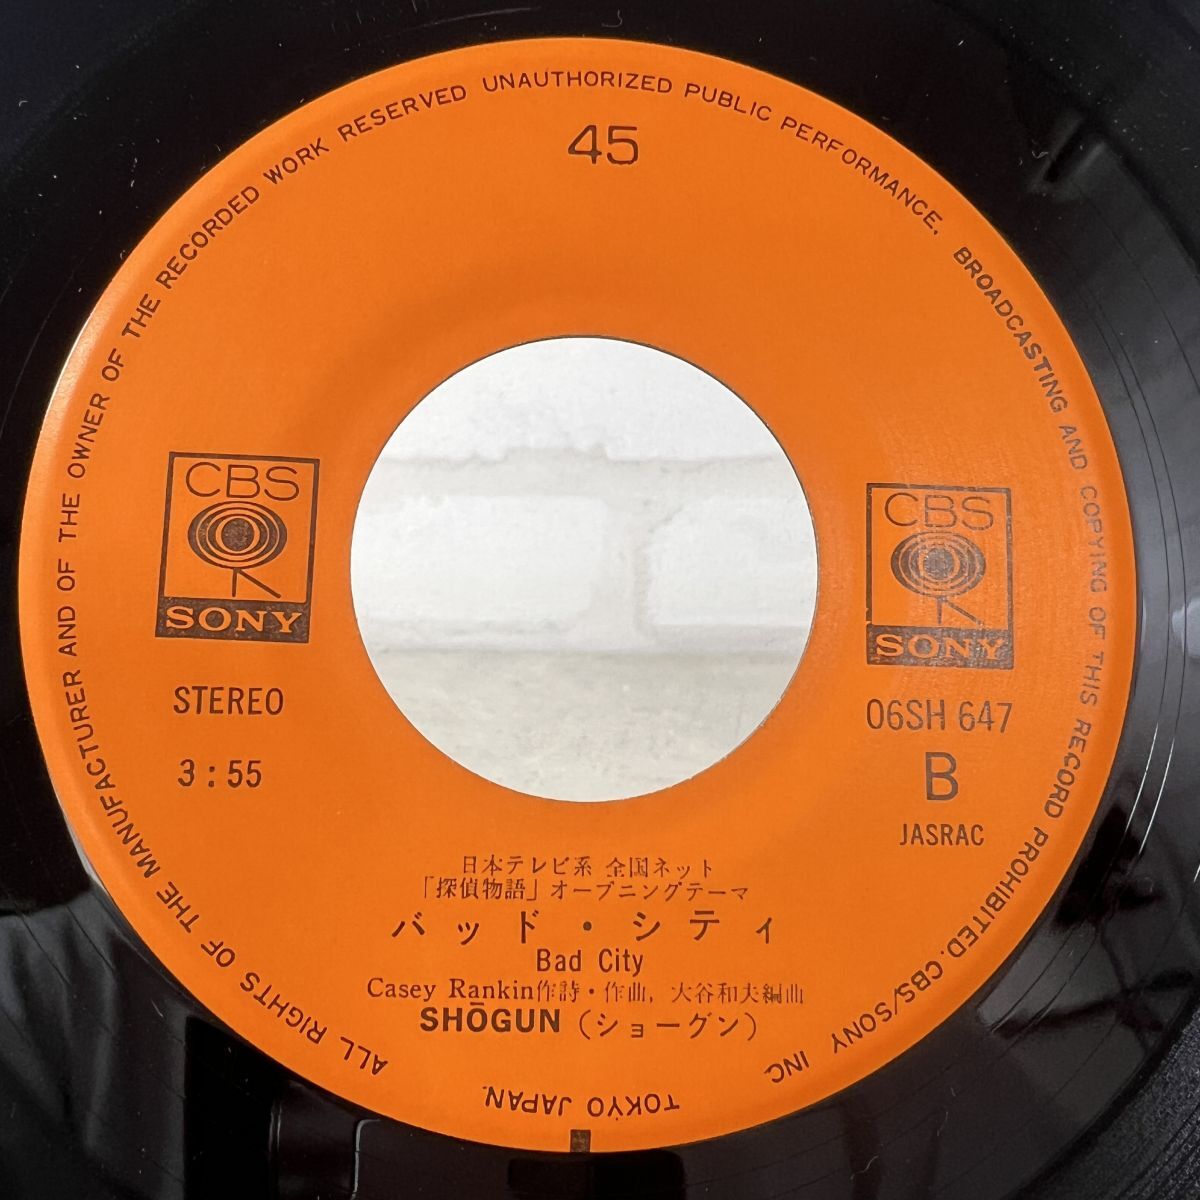 ALL RIGHTS OF THE MANUFACTURER AND OF THE OWNER OF THE RECORDED WORK RESERVED UNAUTHORIZED PUBLIC PERFORMANCE, BROADCASTING AND COPYING OF THIS RECORD PROHIBITED. CBS/SONY INC. TOKYO JAPAN.
45
CBS
SONY
STEREO
3:55
CBS
SONY
06SH 647
B
JASRAC
日本テレビ系 全国ネット
「探偵物語」オープニングテーマ
バッド・シティ
Bad City
Casey Rankin作詩・作曲, 大谷和夫編曲
SHŌGUN (ショーグン)